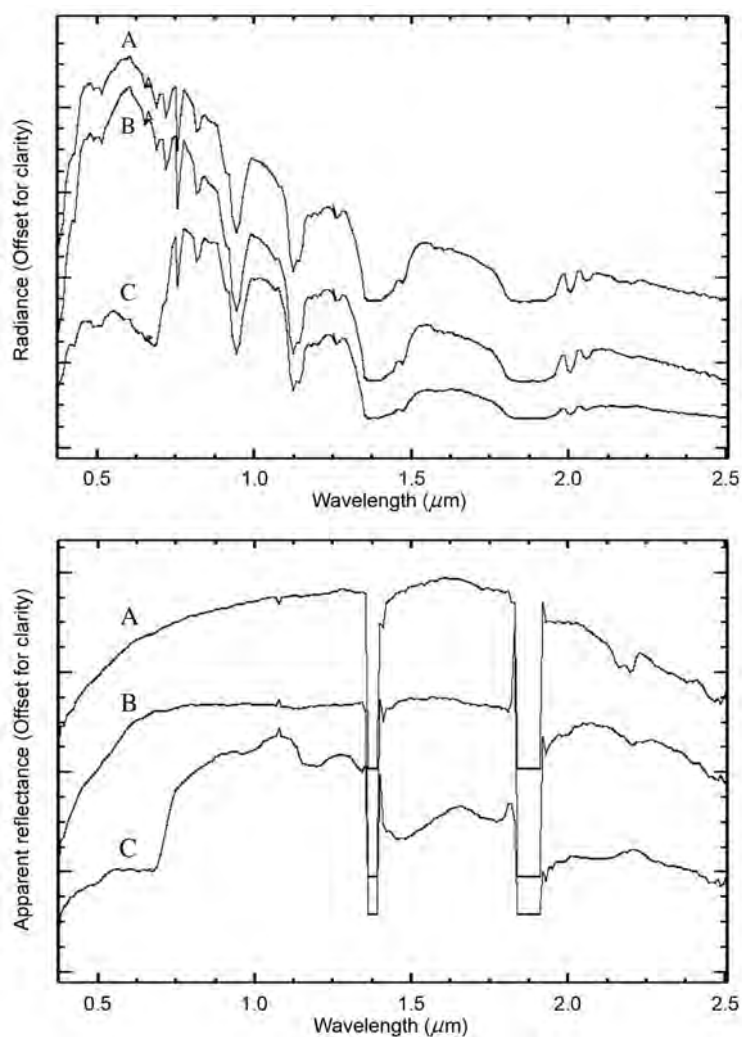 Radiance (Offset for clarity)
A
B
C
0.5 1.0 1.5 2.0 2.5
Wavelength (μm)
Apparent reflectance (Offset for clarity)
A
B
C
0.5 1.0 1.5 2.0 2.5
Wavelength (μm)